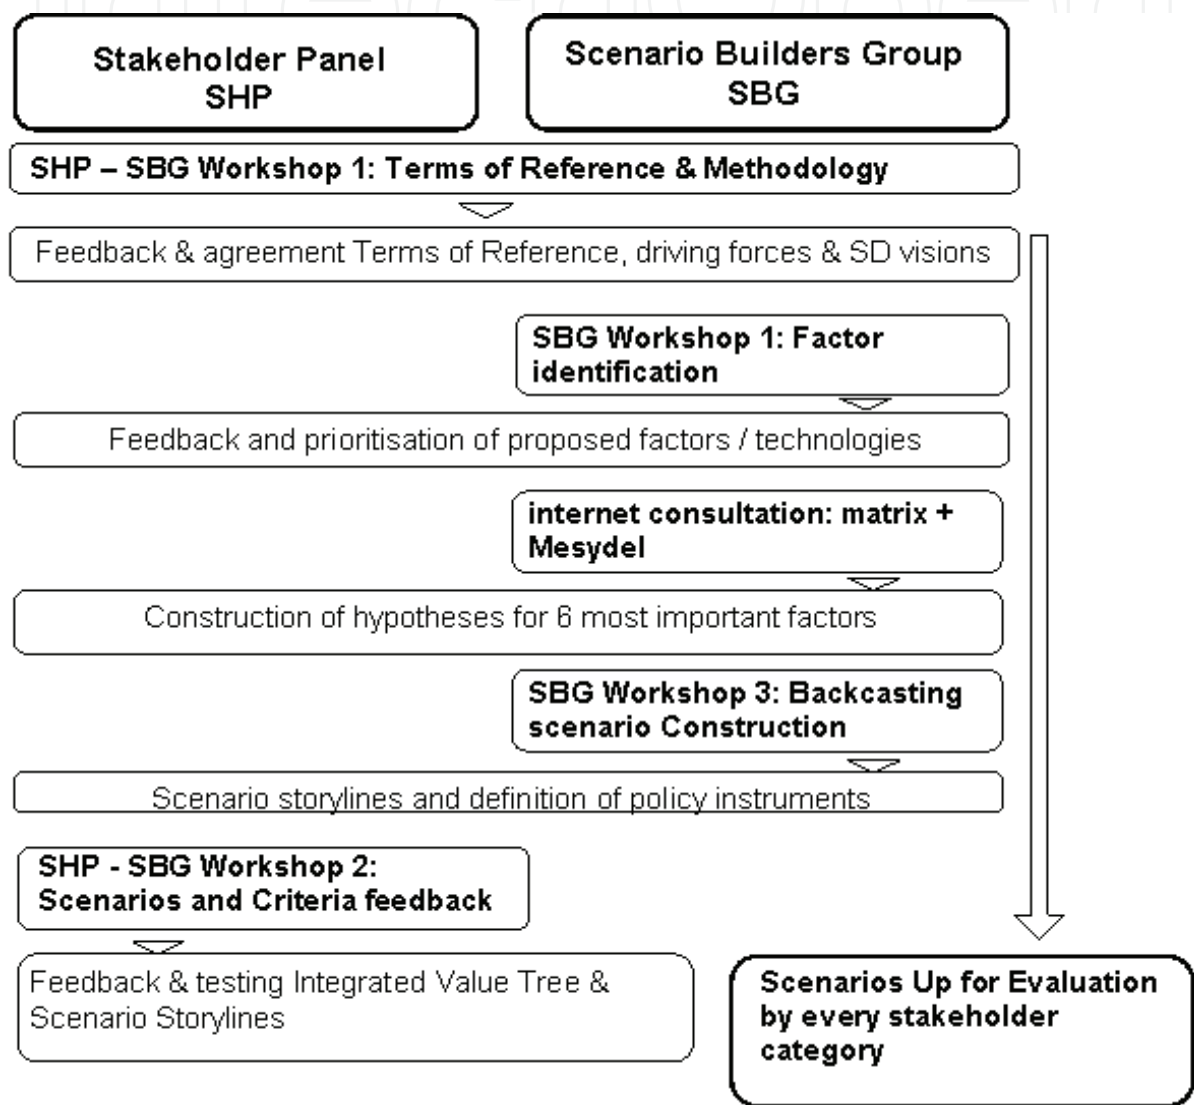 Stakeholder Panel
SHP
Scenario Builders Group
SBG
SHP – SBG Workshop 1: Terms of Reference & Methodology
Feedback & agreement Terms of Reference, driving forces & SD visions
SBG Workshop 1: Factor
identification
Feedback and prioritisation of proposed factors / technologies
internet consultation: matrix +
Mesydel
Construction of hypotheses for 6 most important factors
SBG Workshop 3: Backcasting
scenario Construction
Scenario storylines and definition of policy instruments
SHP - SBG Workshop 2:
Scenarios and Criteria feedback
Feedback & testing Integrated Value Tree &
Scenario Storylines
Scenarios Up for Evaluation
by every stakeholder
category